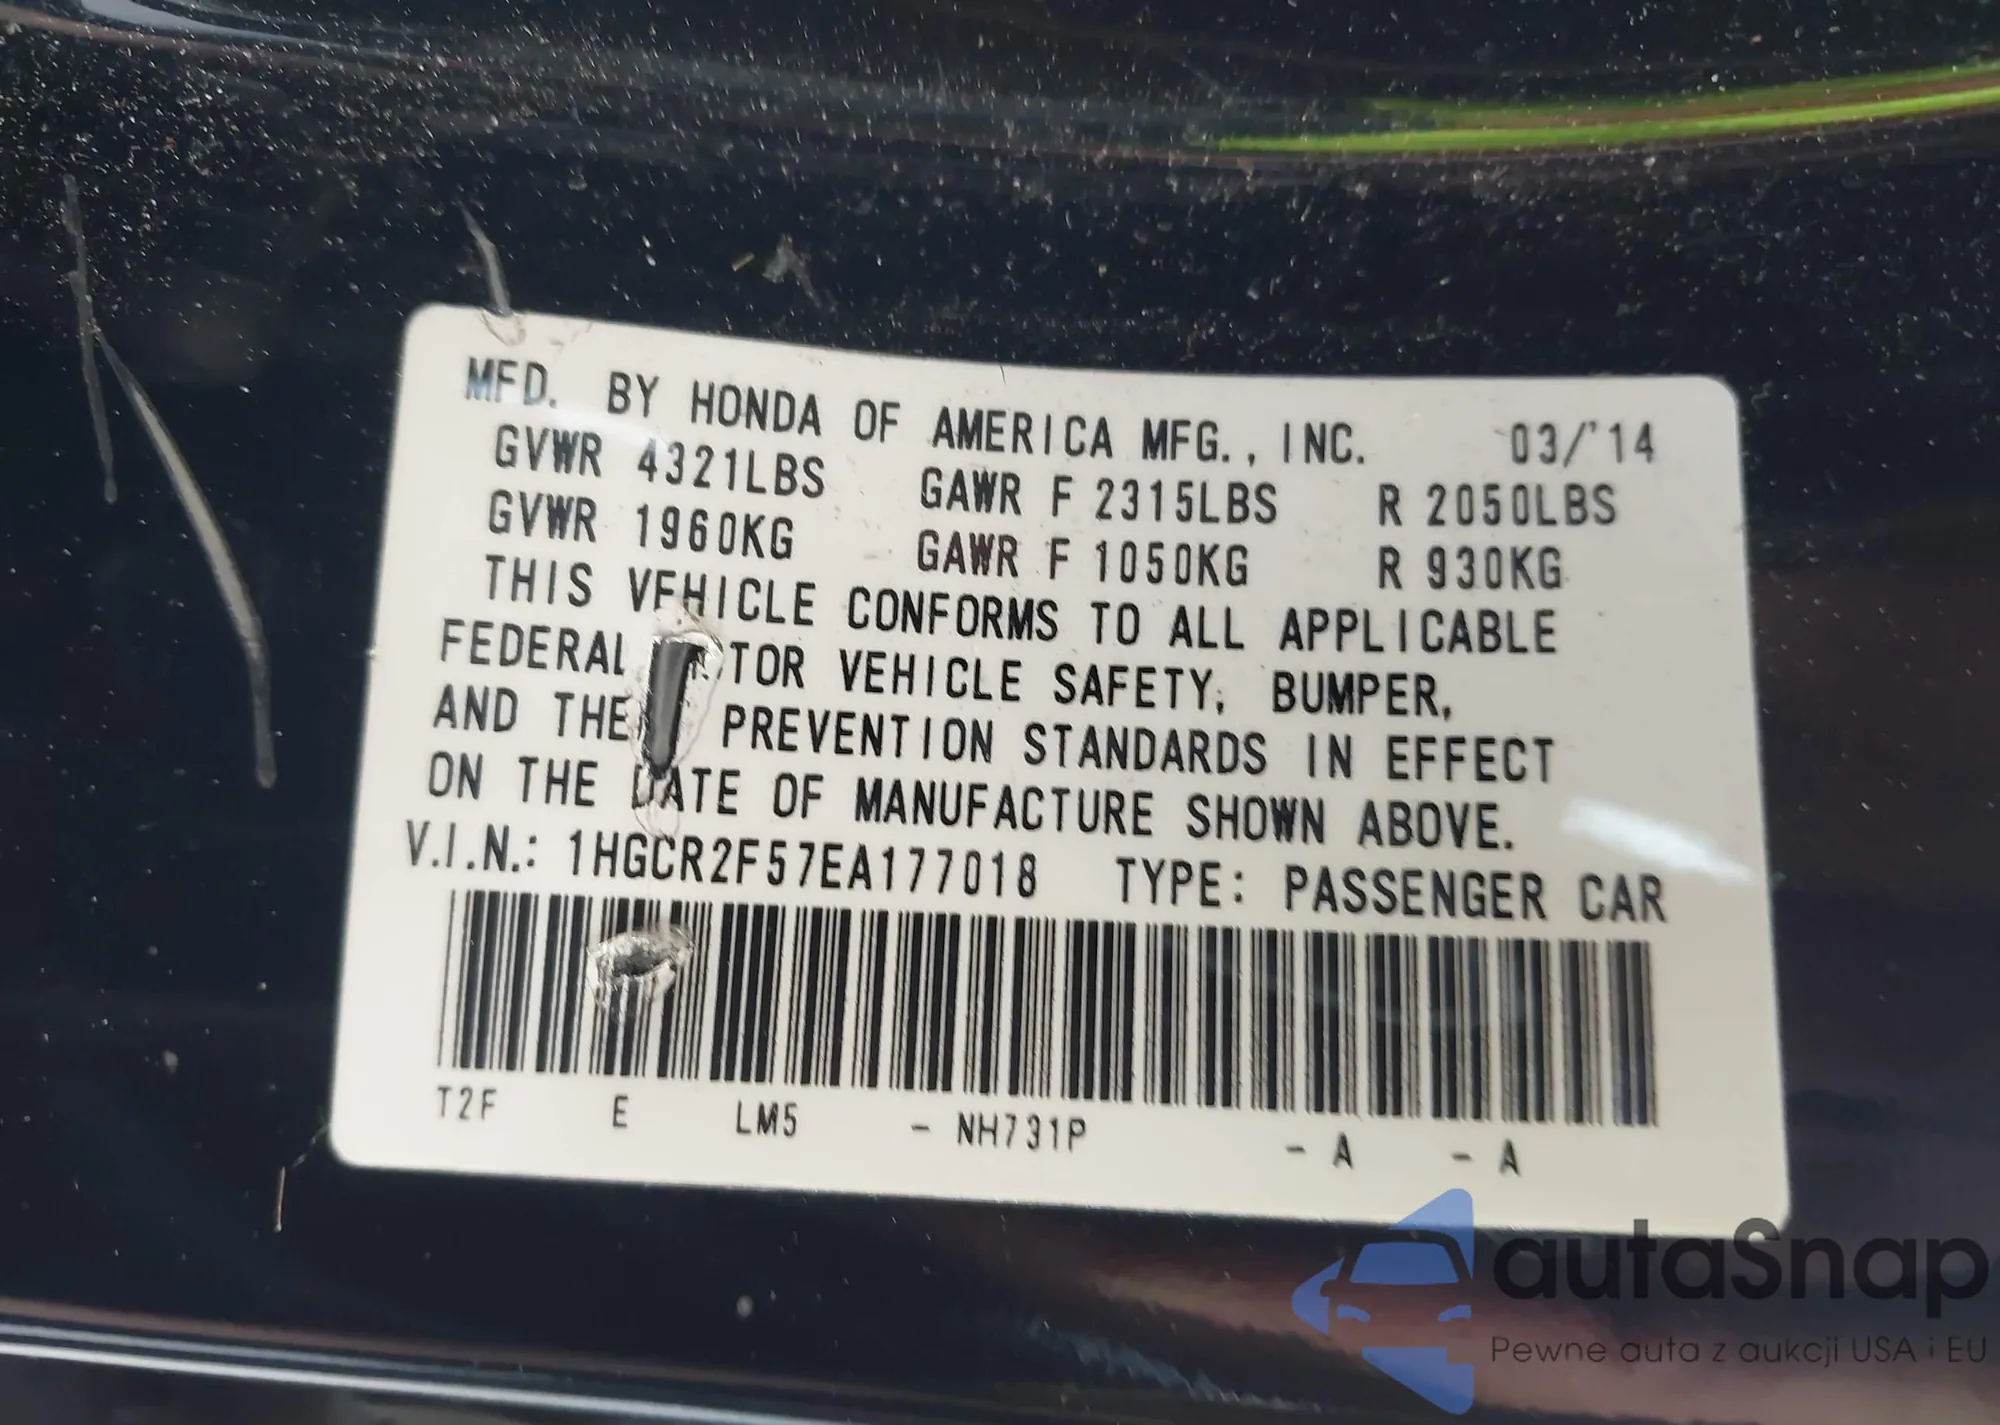 MFD. BY HONDA OF AMERICA MFG., INC. 03/'14
GVWR 4321LBS GAWR F 2315LBS R 2050LBS
GVWR 1960KG GAWR F 1050KG R 930KG
THIS VEHICLE CONFORMS TO ALL APPLICABLE
FEDERAL TOR VEHICLE SAFETY, BUMPER,
AND THE PREVENTION STANDARDS IN EFFECT
ON THE DATE OF MANUFACTURE SHOWN ABOVE.
V.I.N.: 1HGCR2F57EA177018 TYPE: PASSENGER CAR
T2F E LM5 - NH731P - A - A
autaSnap
Pewne auta z aukcji USA i EU